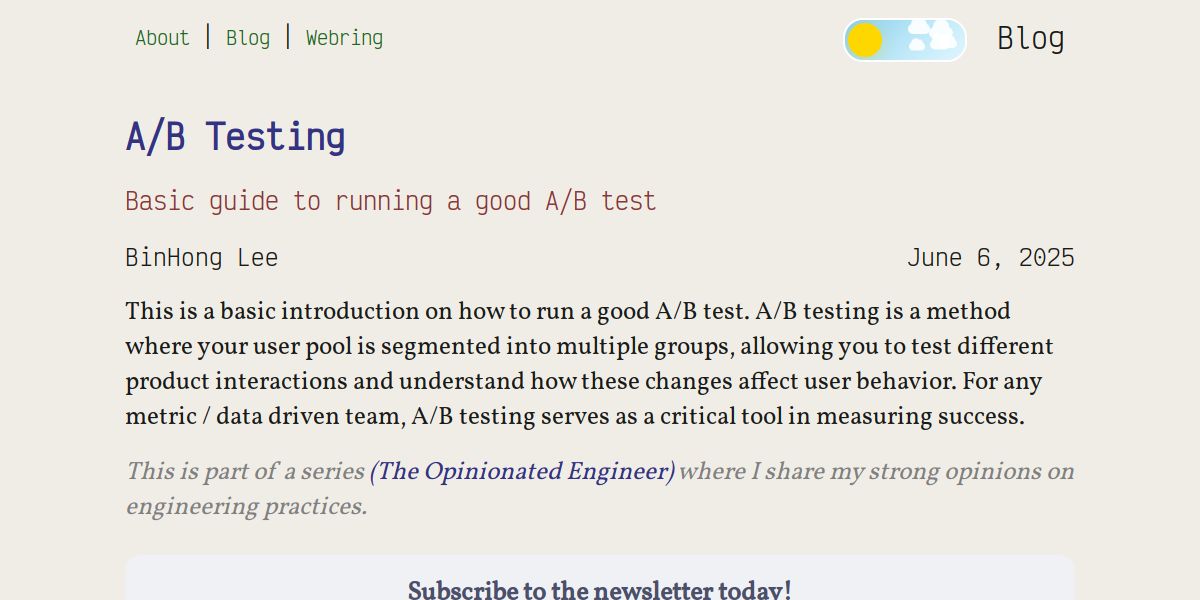 About | Blog | Webring
Blog
A/B Testing
Basic guide to running a good A/B test
BinHong Lee
June 6, 2025
This is a basic introduction on how to run a good A/B test. A/B testing is a method
where your user pool is segmented into multiple groups, allowing you to test different
product interactions and understand how these changes affect user behavior. For any
metric / data driven team, A/B testing serves as a critical tool in measuring success.
This is part of a series (The Opinionated Engineer) where I share my strong opinions on
engineering practices.
Subscribe to the newsletter today!